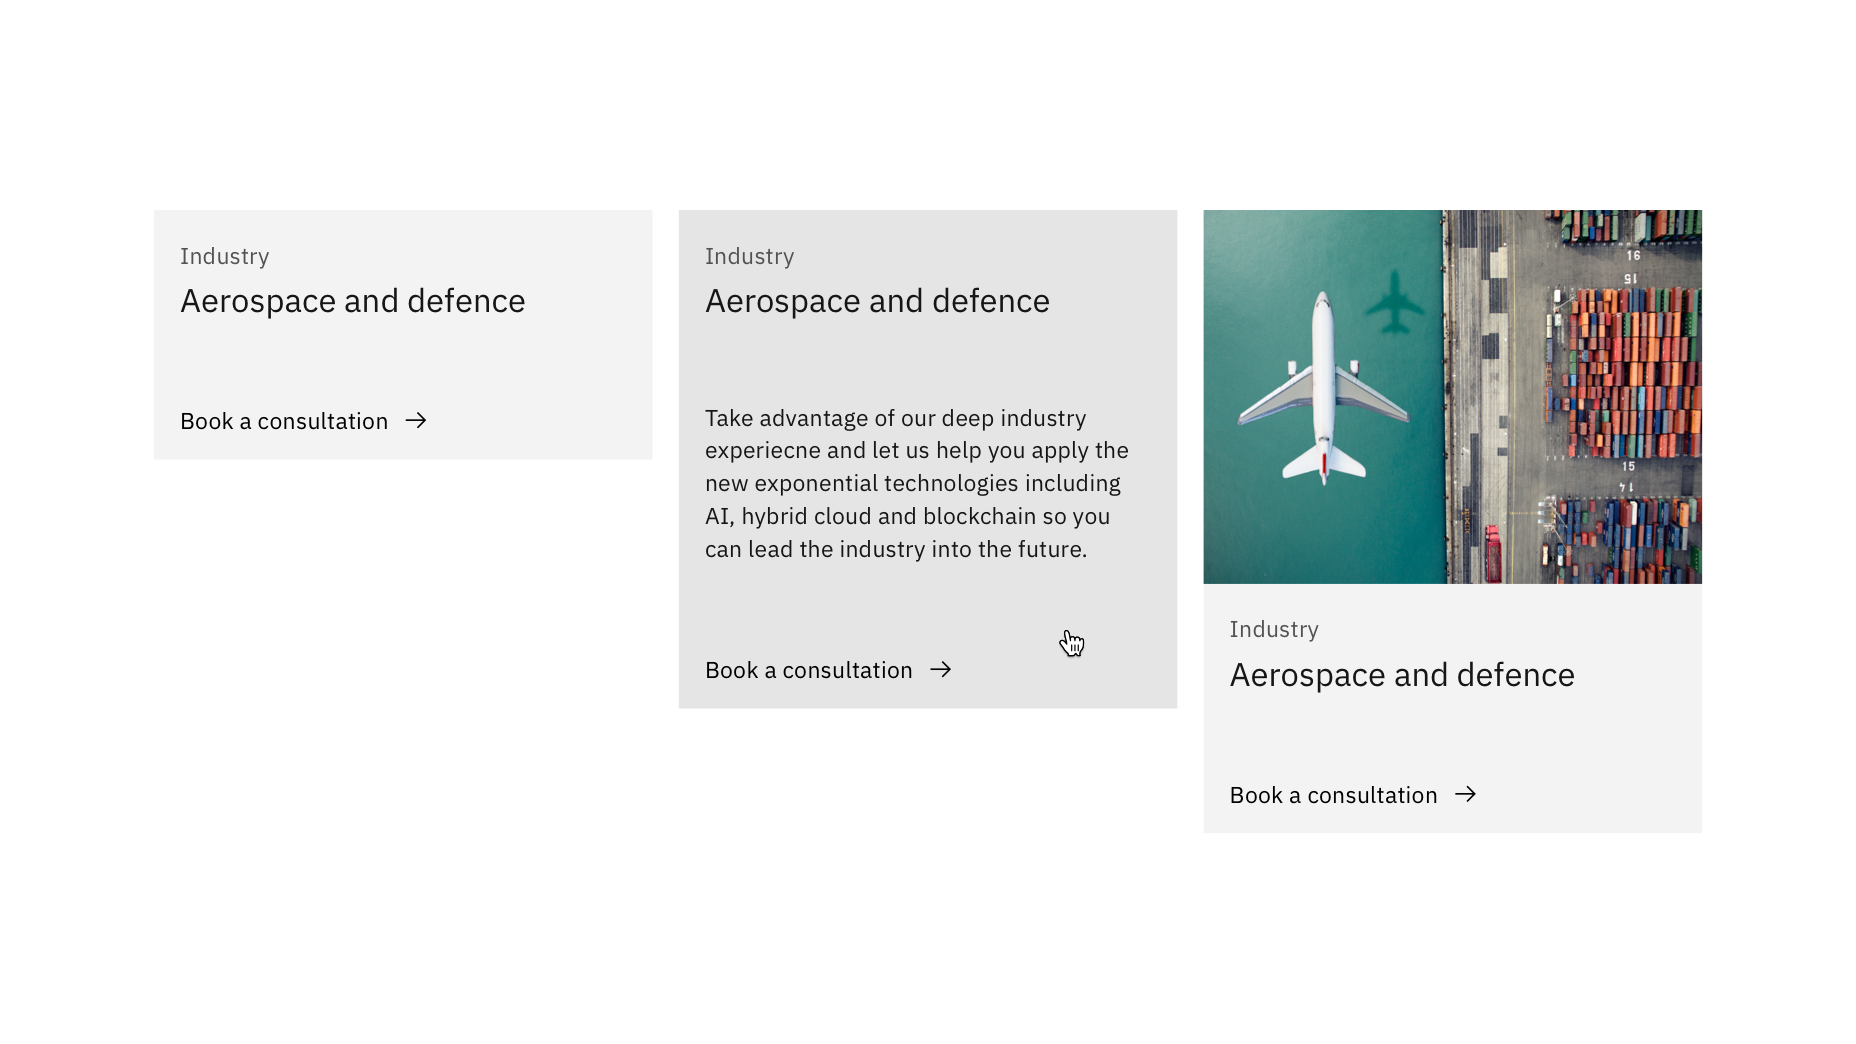 Industry
Aerospace and defence
Book a consultation
Industry
Aerospace and defence
Take advantage of our deep industry
experiecne and let us help you apply the
new exponential technologies including
AI, hybrid cloud and blockchain so you
can lead the industry into the future.
Book a consultation
16
15
15
14
Industry
Aerospace and defence
Book a consultation